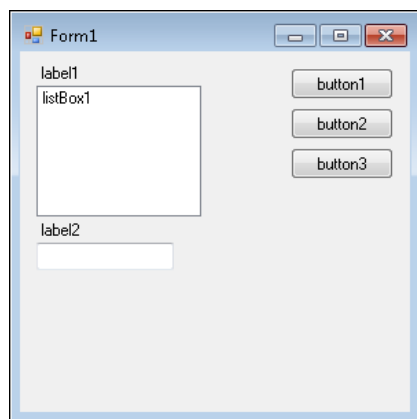 Form1
label1
listBox1
label2
button1
button2
button3